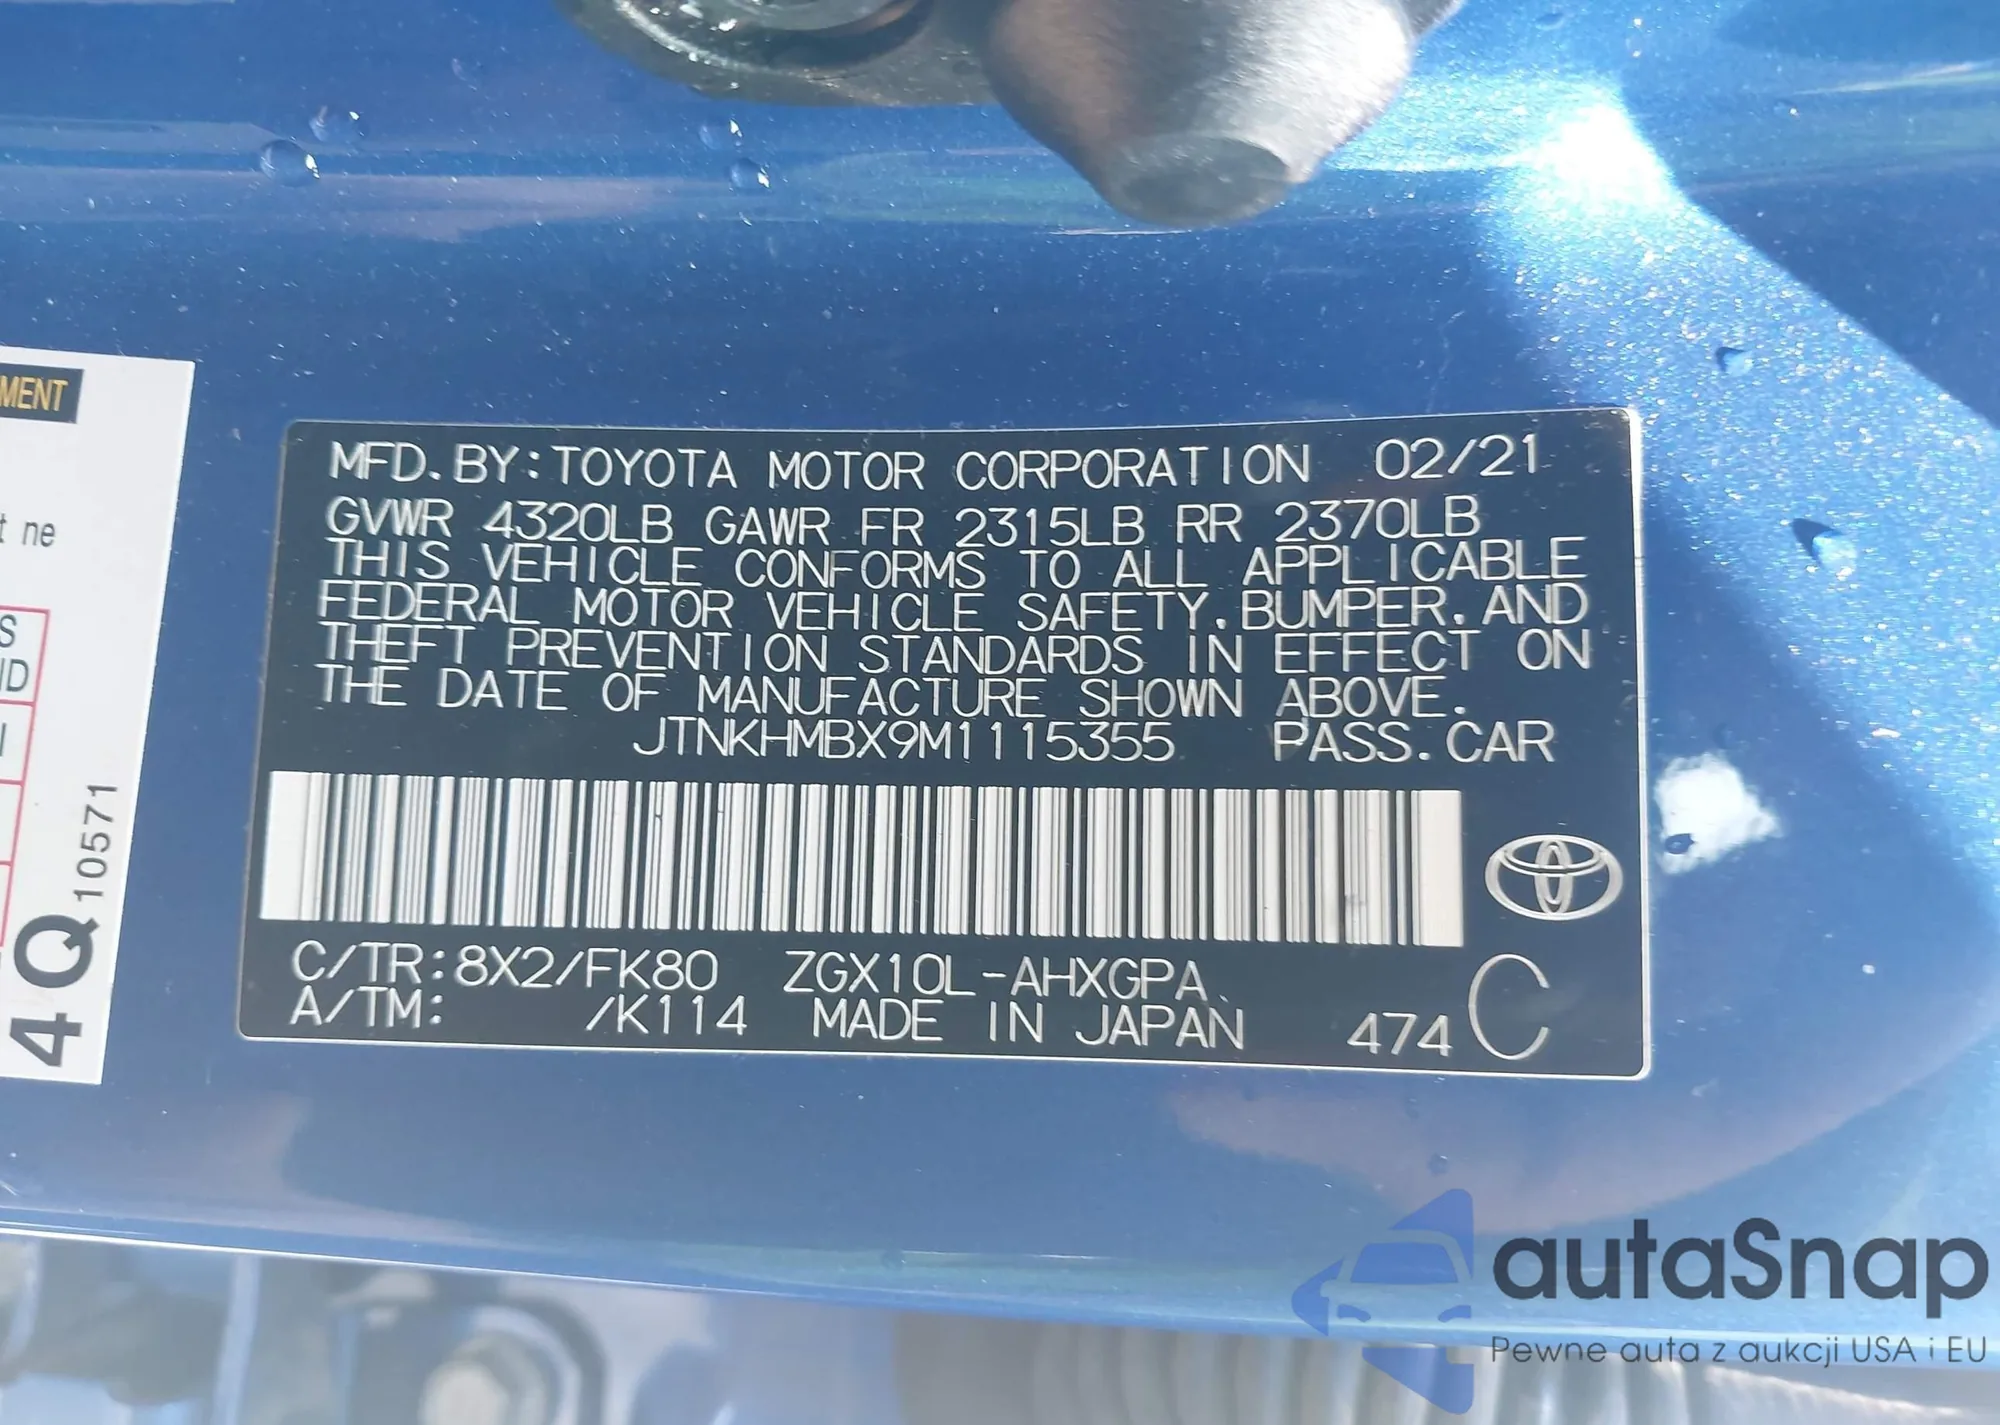 MFD.BY:TOYOTA MOTOR CORPORATION 02/21
GVWR 4320LB GAWR FR 2315LB RR 2370LB
THIS VEHICLE CONFORMS TO ALL APPLICABLE
FEDERAL MOTOR VEHICLE SAFETY,BUMPER,AND
THEFT PREVENTION STANDARDS IN EFFECT ON
THE DATE OF MANUFACTURE SHOWN ABOVE.
JTNKHMBX9M1115355 PASS.CAR
C/TR:8X2/FK80 ZGX10L-AHXGPA
A/TM: /K114 MADE IN JAPAN 474 C
MENT
t ne
S
ND
I
4Q 10571
autaSnap
Pewne auta z aukcji USA i EU